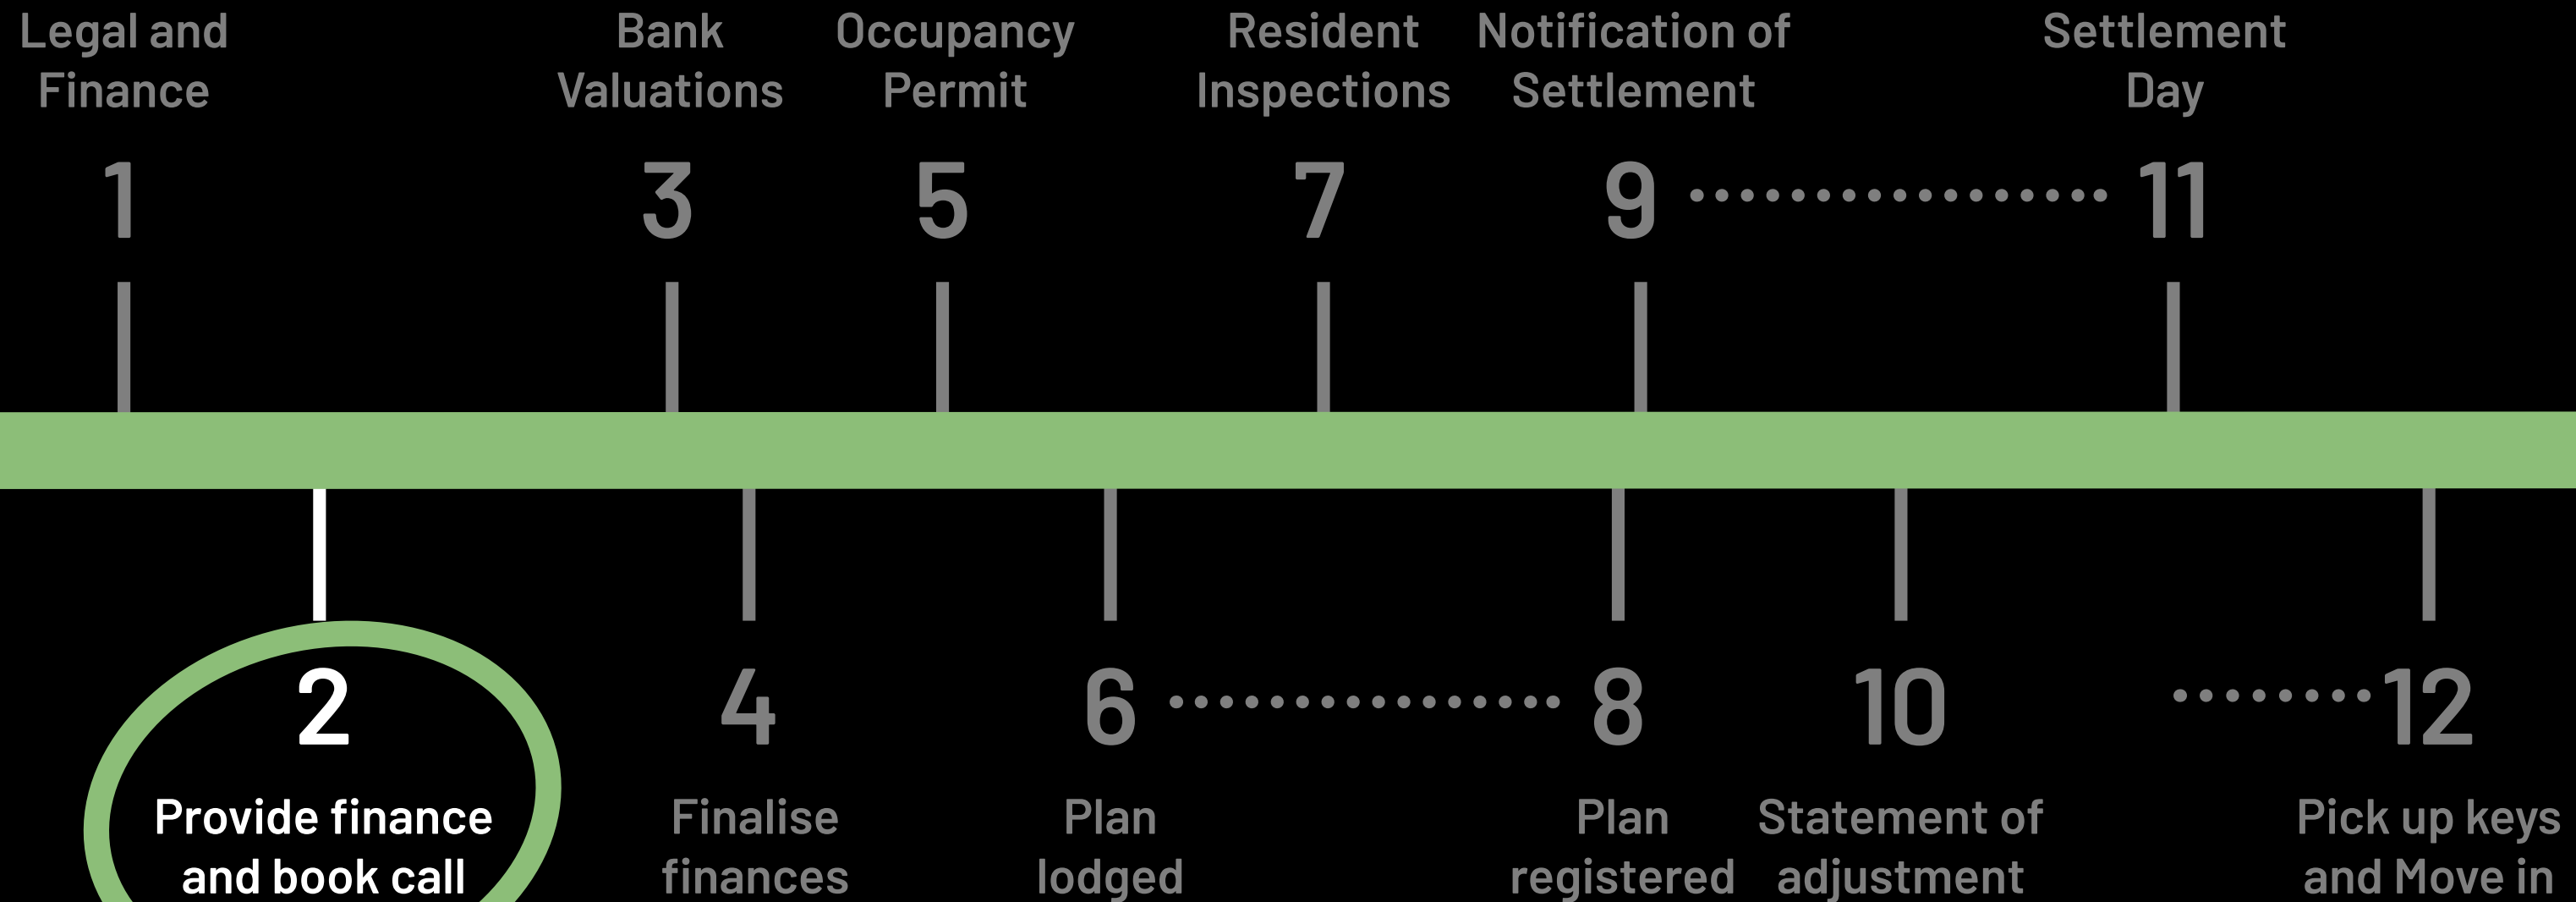 Legal and
Finance
Bank
Valuations
Occupancy
Permit
Resident
Inspections
Notification of
Settlement
Settlement
Day
1
3
5
7
9
11
2
4
6
8
10
12
Provide finance
and book call
Finalise
finances
Plan
lodged
Plan
registered
Statement of
adjustment
Pick up keys
and Move in